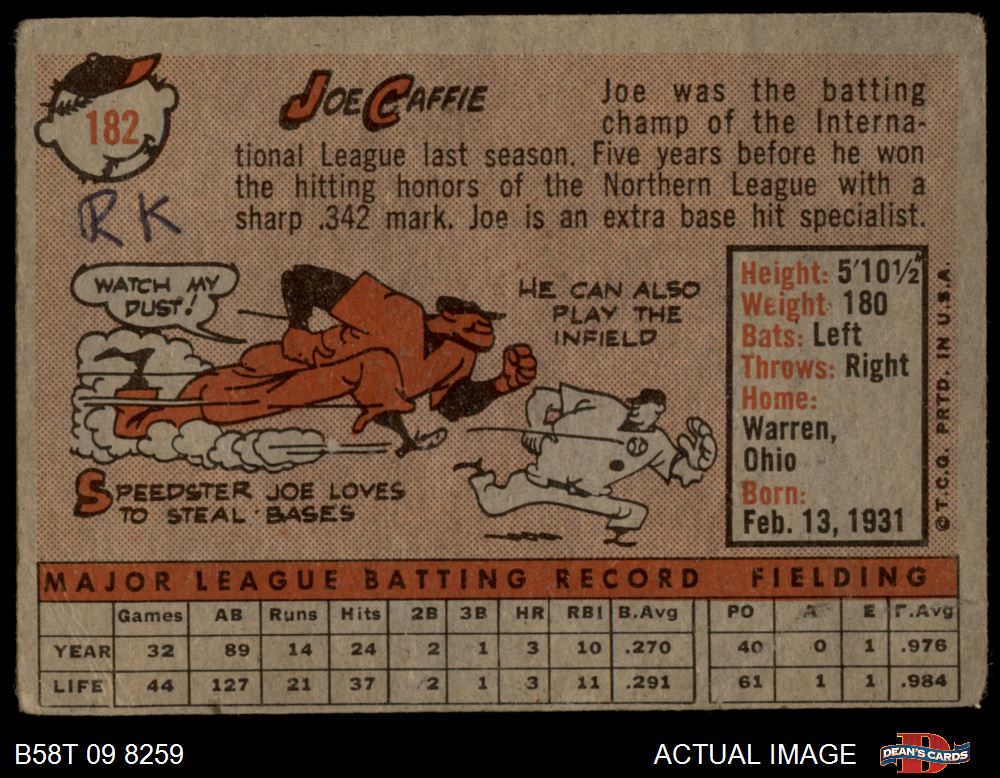 182
RK
JOE CAFFIE
Joe was the batting
champ of the Interna-
tional League last season. Five years before he won
the hitting honors of the Northern League with a
sharp .342 mark. Joe is an extra base hit specialist.
WATCH MY
DUST!
HE CAN ALSO
PLAY THE
INFIELD
SPEEDSTER JOE LOVES
TO STEAL BASES
Height: 5'10½"
Weight: 180
Bats: Left
Throws: Right
Home:
Warren,
Ohio
Born:
Feb. 13, 1931
© T.C.G. PRTD. IN U.S.A.
MAJOR LEAGUE BATTING RECORD FIELDING
Games AB Runs Hits 2B 3B HR RBI B.Avg PO A E F.Avg
YEAR 32 89 14 24 2 1 3 10 .270 40 0 1 .976
LIFE 44 127 21 37 2 1 3 11 .291 61 1 1 .984
B58T 09 8259
ACTUAL IMAGE
DEAN'S CARDS